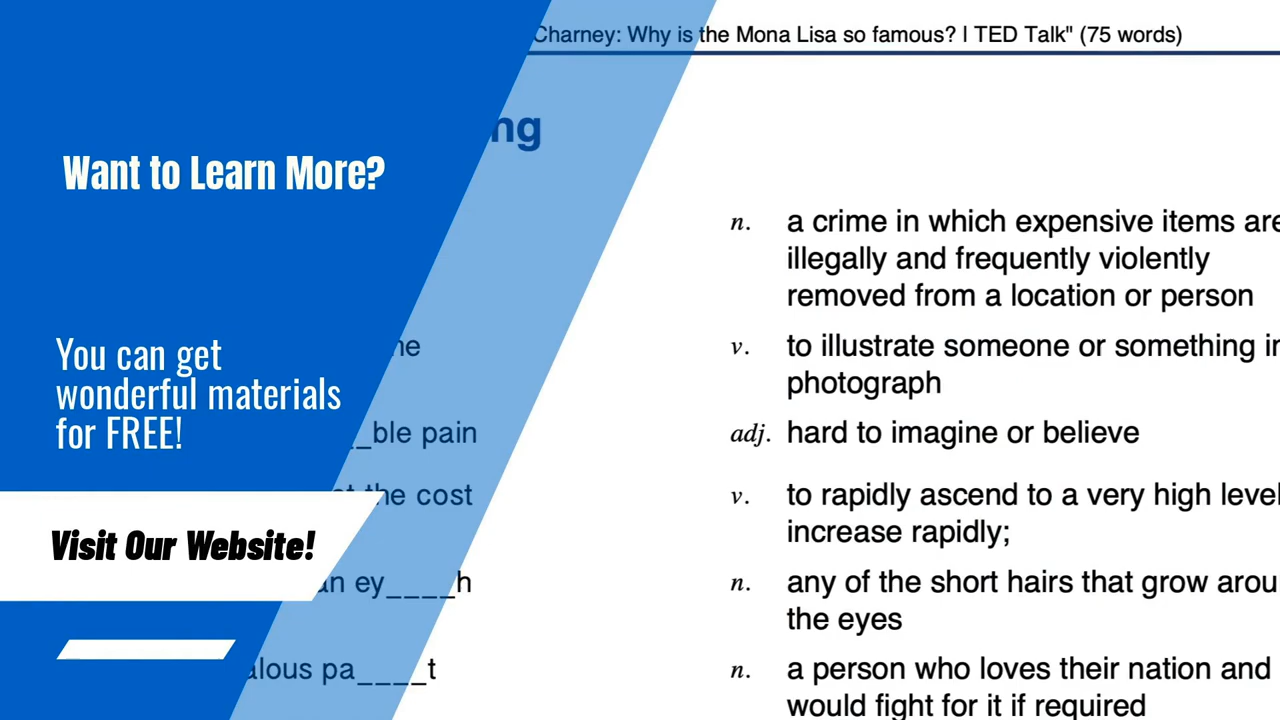 Charney: Why is the Mona Lisa so famous? | TED Talk" (75 words)
ng
Want to Learn More?
You can get
wonderful materials
for FREE!
Visit Our Website!
n. a crime in which expensive items are
illegally and frequently violently
removed from a location or person
ne
v. to illustrate someone or something in
photograph
_ble pain
adj. hard to imagine or believe
the cost
v. to rapidly ascend to a very high level
increase rapidly;
an ey____h
n. any of the short hairs that grow arou
the eyes
alous pa____t
n. a person who loves their nation and
would fight for it if required